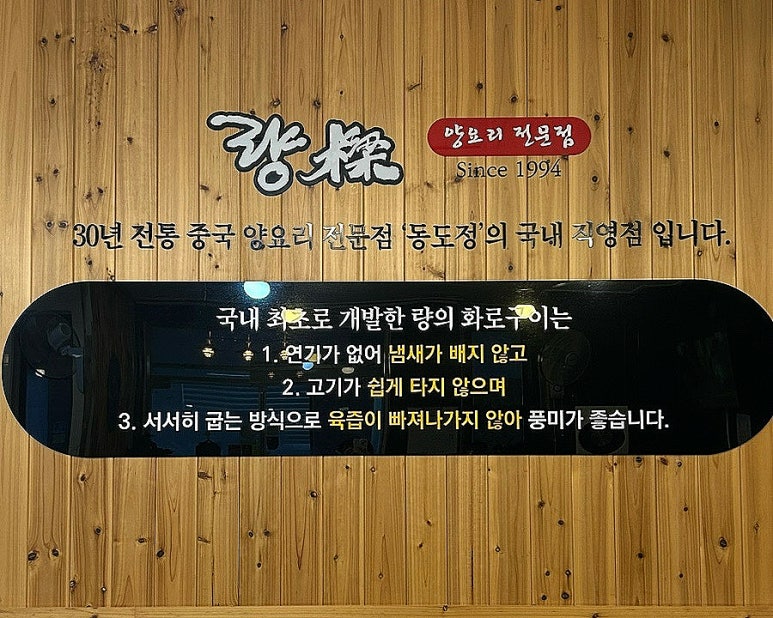 량 樑
양요리 전문점
Since 1994
30년 전통 중국 양요리 전문점 '동도정'의 국내 직영점 입니다.
국내 최초로 개발한 량의 화로구이는
1. 연기가 없어 냄새가 배지 않고
2. 고기가 쉽게 타지 않으며
3. 서서히 굽는 방식으로 육즙이 빠져나가지 않아 풍미가 좋습니다.